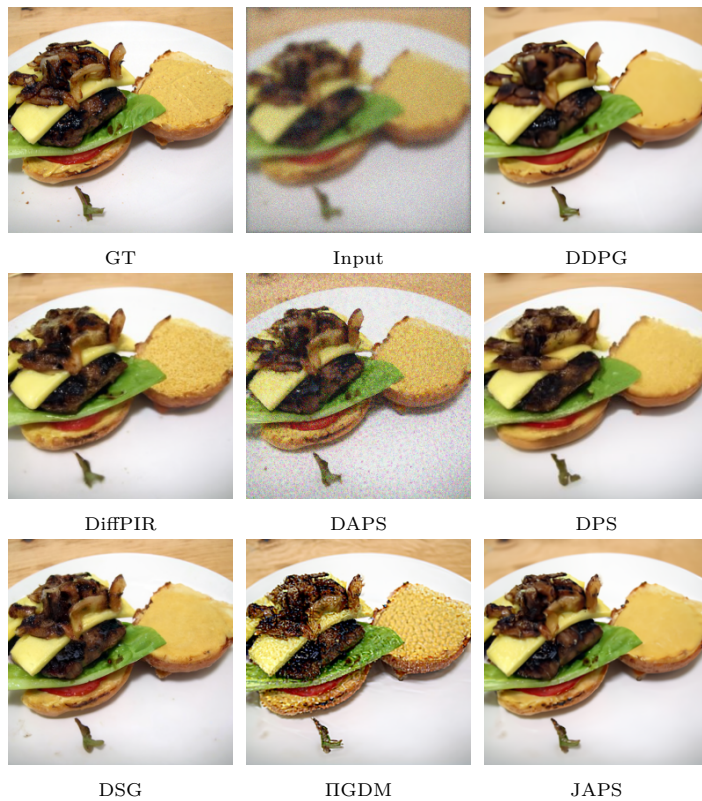 GT
Input
DDPG
DiffPIR
DAPS
DPS
DSG
ΠGDM
JAPS